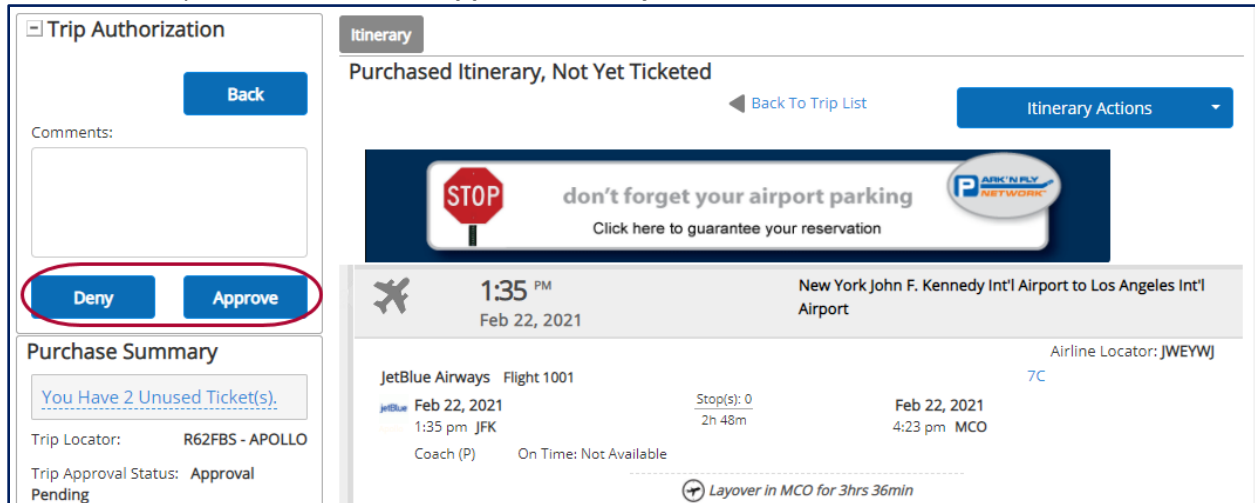 Trip Authorization
Back
Comments:
Deny
Approve
Purchase Summary
You Have 2 Unused Ticket(s).
Trip Locator: R62FBS - APOLLO
Trip Approval Status: Approval
Pending
Itinerary
Purchased Itinerary, Not Yet Ticketed
Back To Trip List
Itinerary Actions
STOP
don't forget your airport parking
Click here to guarantee your reservation
P ARK'N FLY
NETWORK
1:35 PM
Feb 22, 2021
New York John F. Kennedy Int'l Airport to Los Angeles Int'l
Airport
Airline Locator: JWEYWJ
JetBlue Airways Flight 1001
7C
jetBlue Feb 22, 2021
Stop(s): 0
Feb 22, 2021
1:35 pm JFK
2h 48m
4:23 pm MCO
Coach (P) On Time: Not Available
Layover in MCO for 3hrs 36min